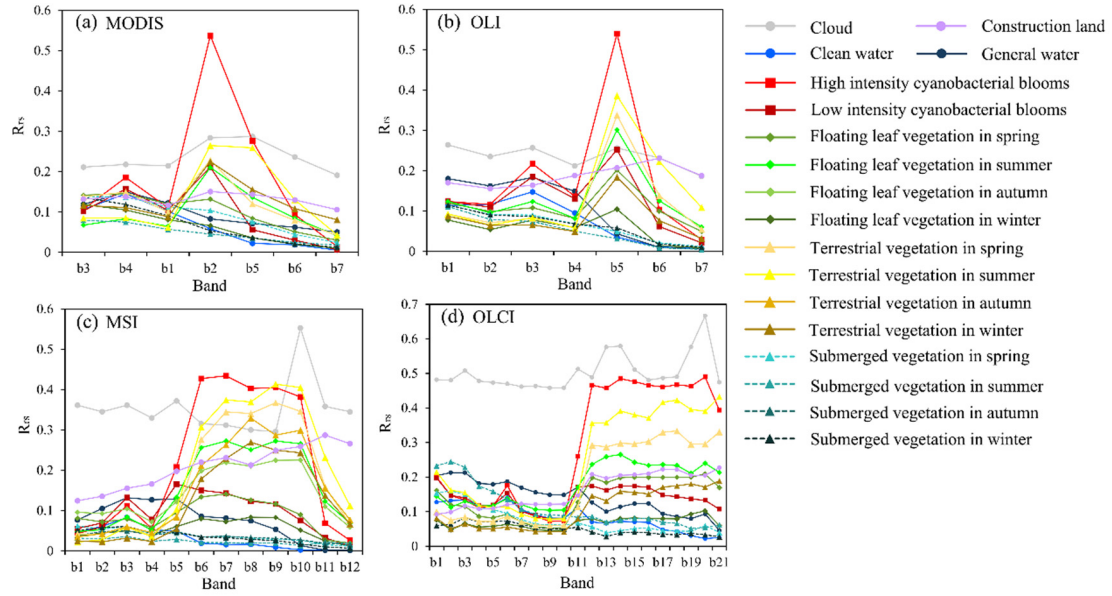 (a) MODIS
0.6
0.5
0.4
0.3
0.2
0.1
0
Rrs
b3 b4 b1 b2 b5 b6 b7
Band
(b) OLI
0.6
0.5
0.4
0.3
0.2
0.1
0
Rrs
b1 b2 b3 b4 b5 b6 b7
Band
(c) MSI
0.6
0.5
0.4
0.3
0.2
0.1
0
Rrs
b1 b2 b3 b4 b5 b6 b7 b8 b9 b10 b11 b12
Band
(d) OLCI
0.7
0.6
0.5
0.4
0.3
0.2
0.1
0
Rrs
b1 b3 b5 b7 b9 b11 b13 b15 b17 b19 b21
Band
Cloud Construction land
Clean water General water
High intensity cyanobacterial blooms
Low intensity cyanobacterial blooms
Floating leaf vegetation in spring
Floating leaf vegetation in summer
Floating leaf vegetation in autumn
Floating leaf vegetation in winter
Terrestrial vegetation in spring
Terrestrial vegetation in summer
Terrestrial vegetation in autumn
Terrestrial vegetation in winter
Submerged vegetation in spring
Submerged vegetation in summer
Submerged vegetation in autumn
Submerged vegetation in winter